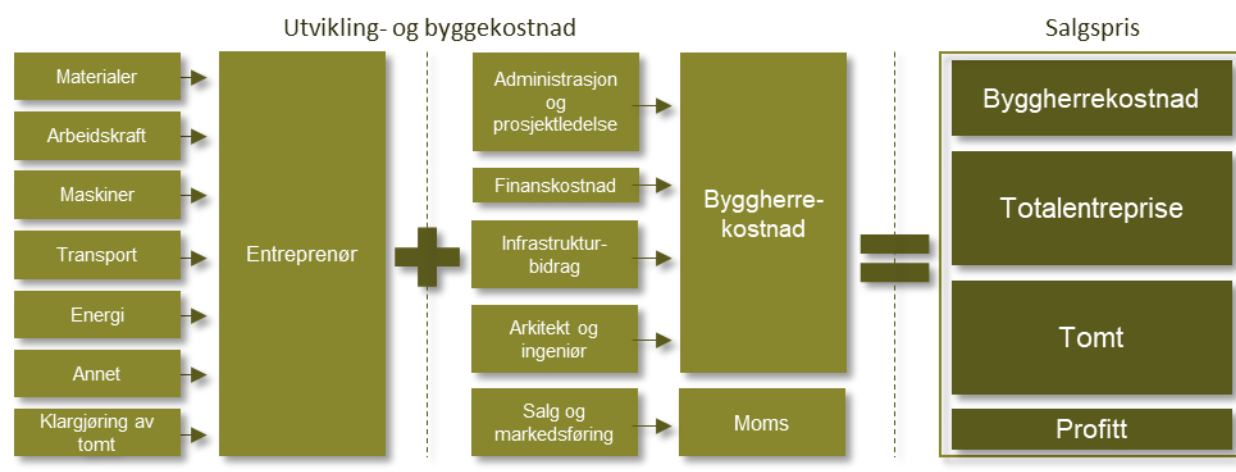 Utvikling- og byggekostnad
Materialer
Arbeidskraft
Maskiner
Transport
Energi
Annet
Klargjøring av
tomt
Entreprenør
Administrasjon
og
prosjektledelse
Finanskostnad
Infrastruktur-
bidrag
Arkitekt og
ingeniør
Salg og
markedsføring
Byggherre-
kostnad
Moms
Salgspris
Byggherrekostnad
Totalentreprise
Tomt
Profitt